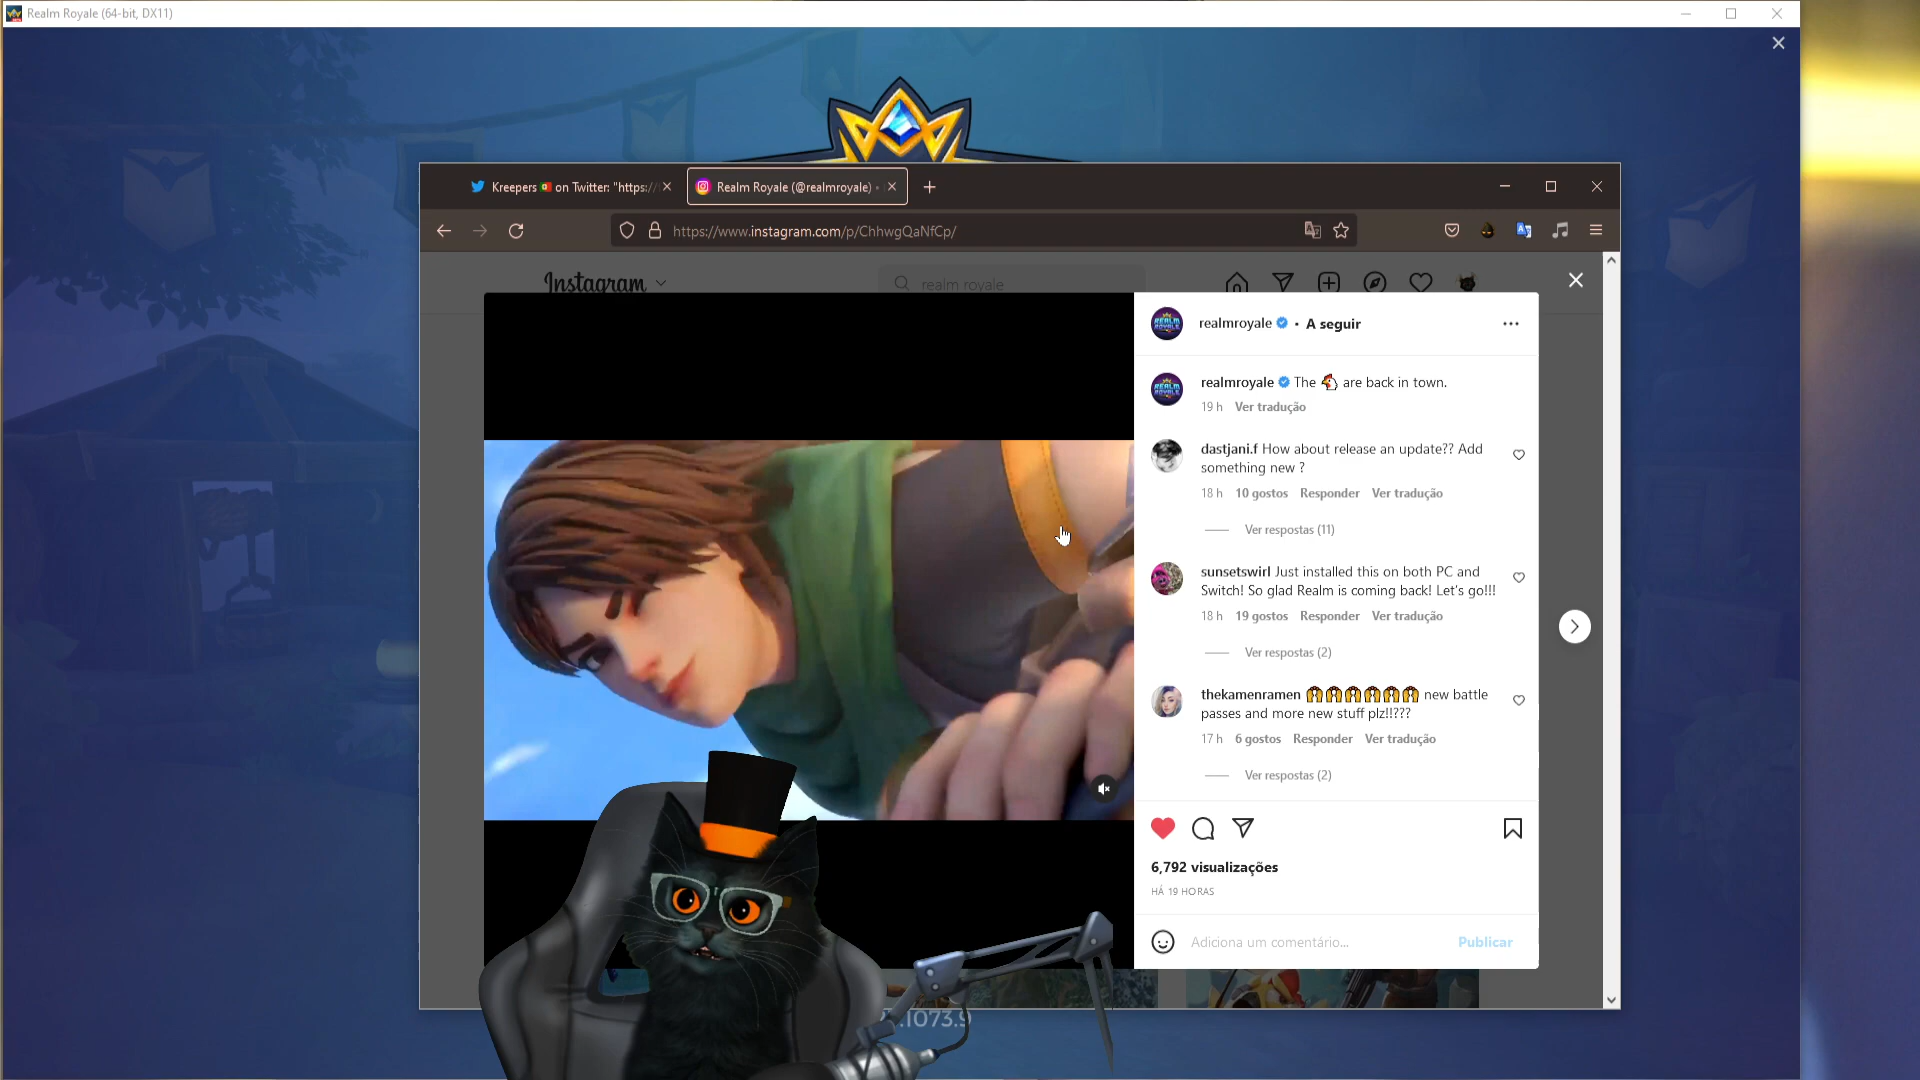 Realm Royale (64-bit, DX11)
Kreepers on Twitter: "https://
Realm Royale (@realmroyale) •
https://www.instagram.com/p/ChhwgQaNfCp/
Instagram
realm royale
realmroyale • A seguir
realmroyale The 🐔 are back in town.
19 h Ver tradução
dastjani.f How about release an update?? Add
something new ?
18 h 10 gostos Responder Ver tradução
Ver respostas (11)
sunsetswirl Just installed this on both PC and
Switch! So glad Realm is coming back! Let's go!!!
18 h 19 gostos Responder Ver tradução
Ver respostas (2)
thekamenramen 🙌🙌🙌🙌🙌🙌 new battle
passes and more new stuff plz!!???
17 h 6 gostos Responder Ver tradução
Ver respostas (2)
6,792 visualizações
HÁ 19 HORAS
Adiciona um comentário...
Publicar
.1073.9